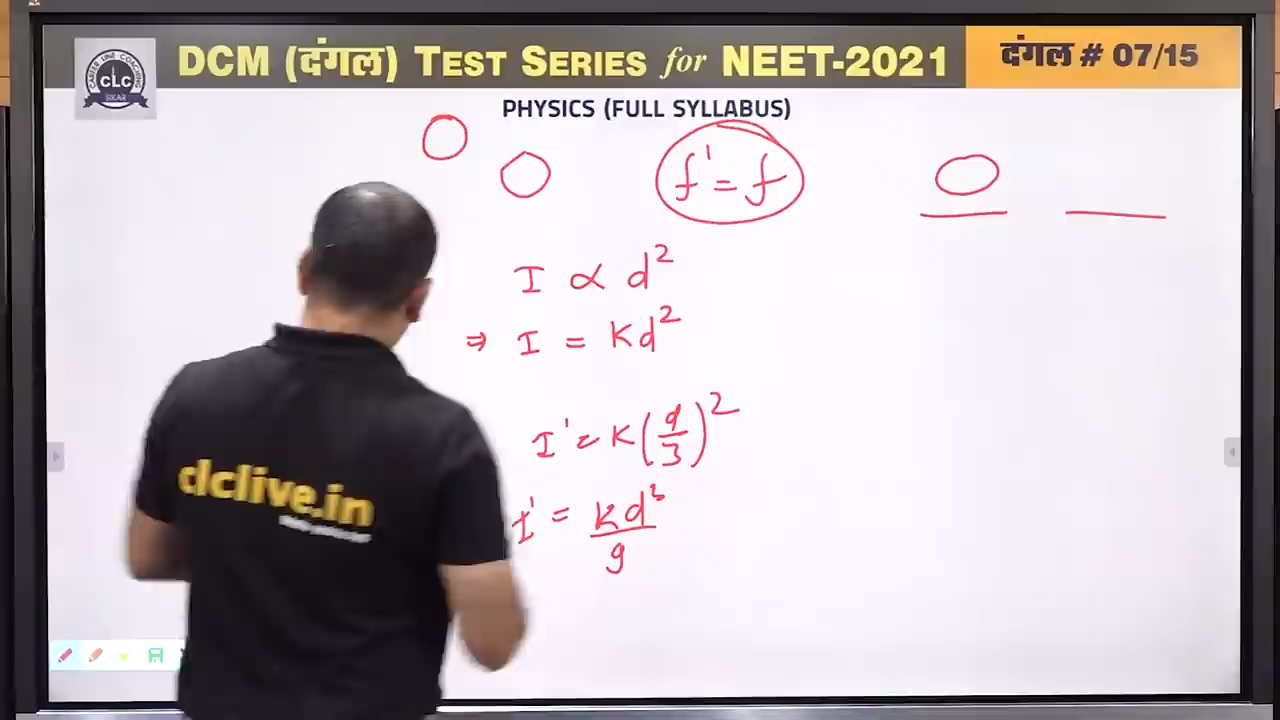 DCM (दंगल) TEST SERIES for NEET-2021
दंगल # 07/15
CLC
PHYSICS (FULL SYLLABUS)
f' = f
I ∝ d²
⇒ I = Kd²
I' = K(d/3)²
I' = Kd²/9
clclive.in